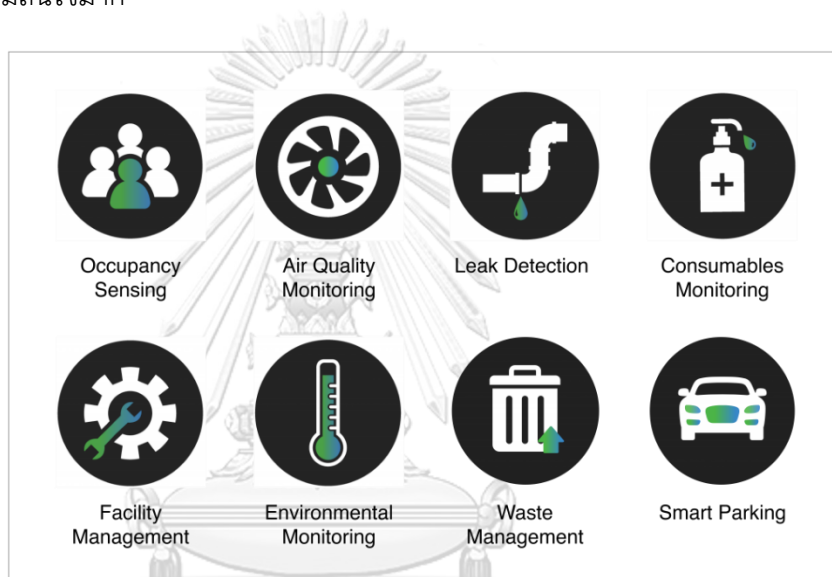 Occupancy
Sensing
Air Quality
Monitoring
Leak Detection
Consumables
Monitoring
Facility
Management
Environmental
Monitoring
Waste
Management
Smart Parking